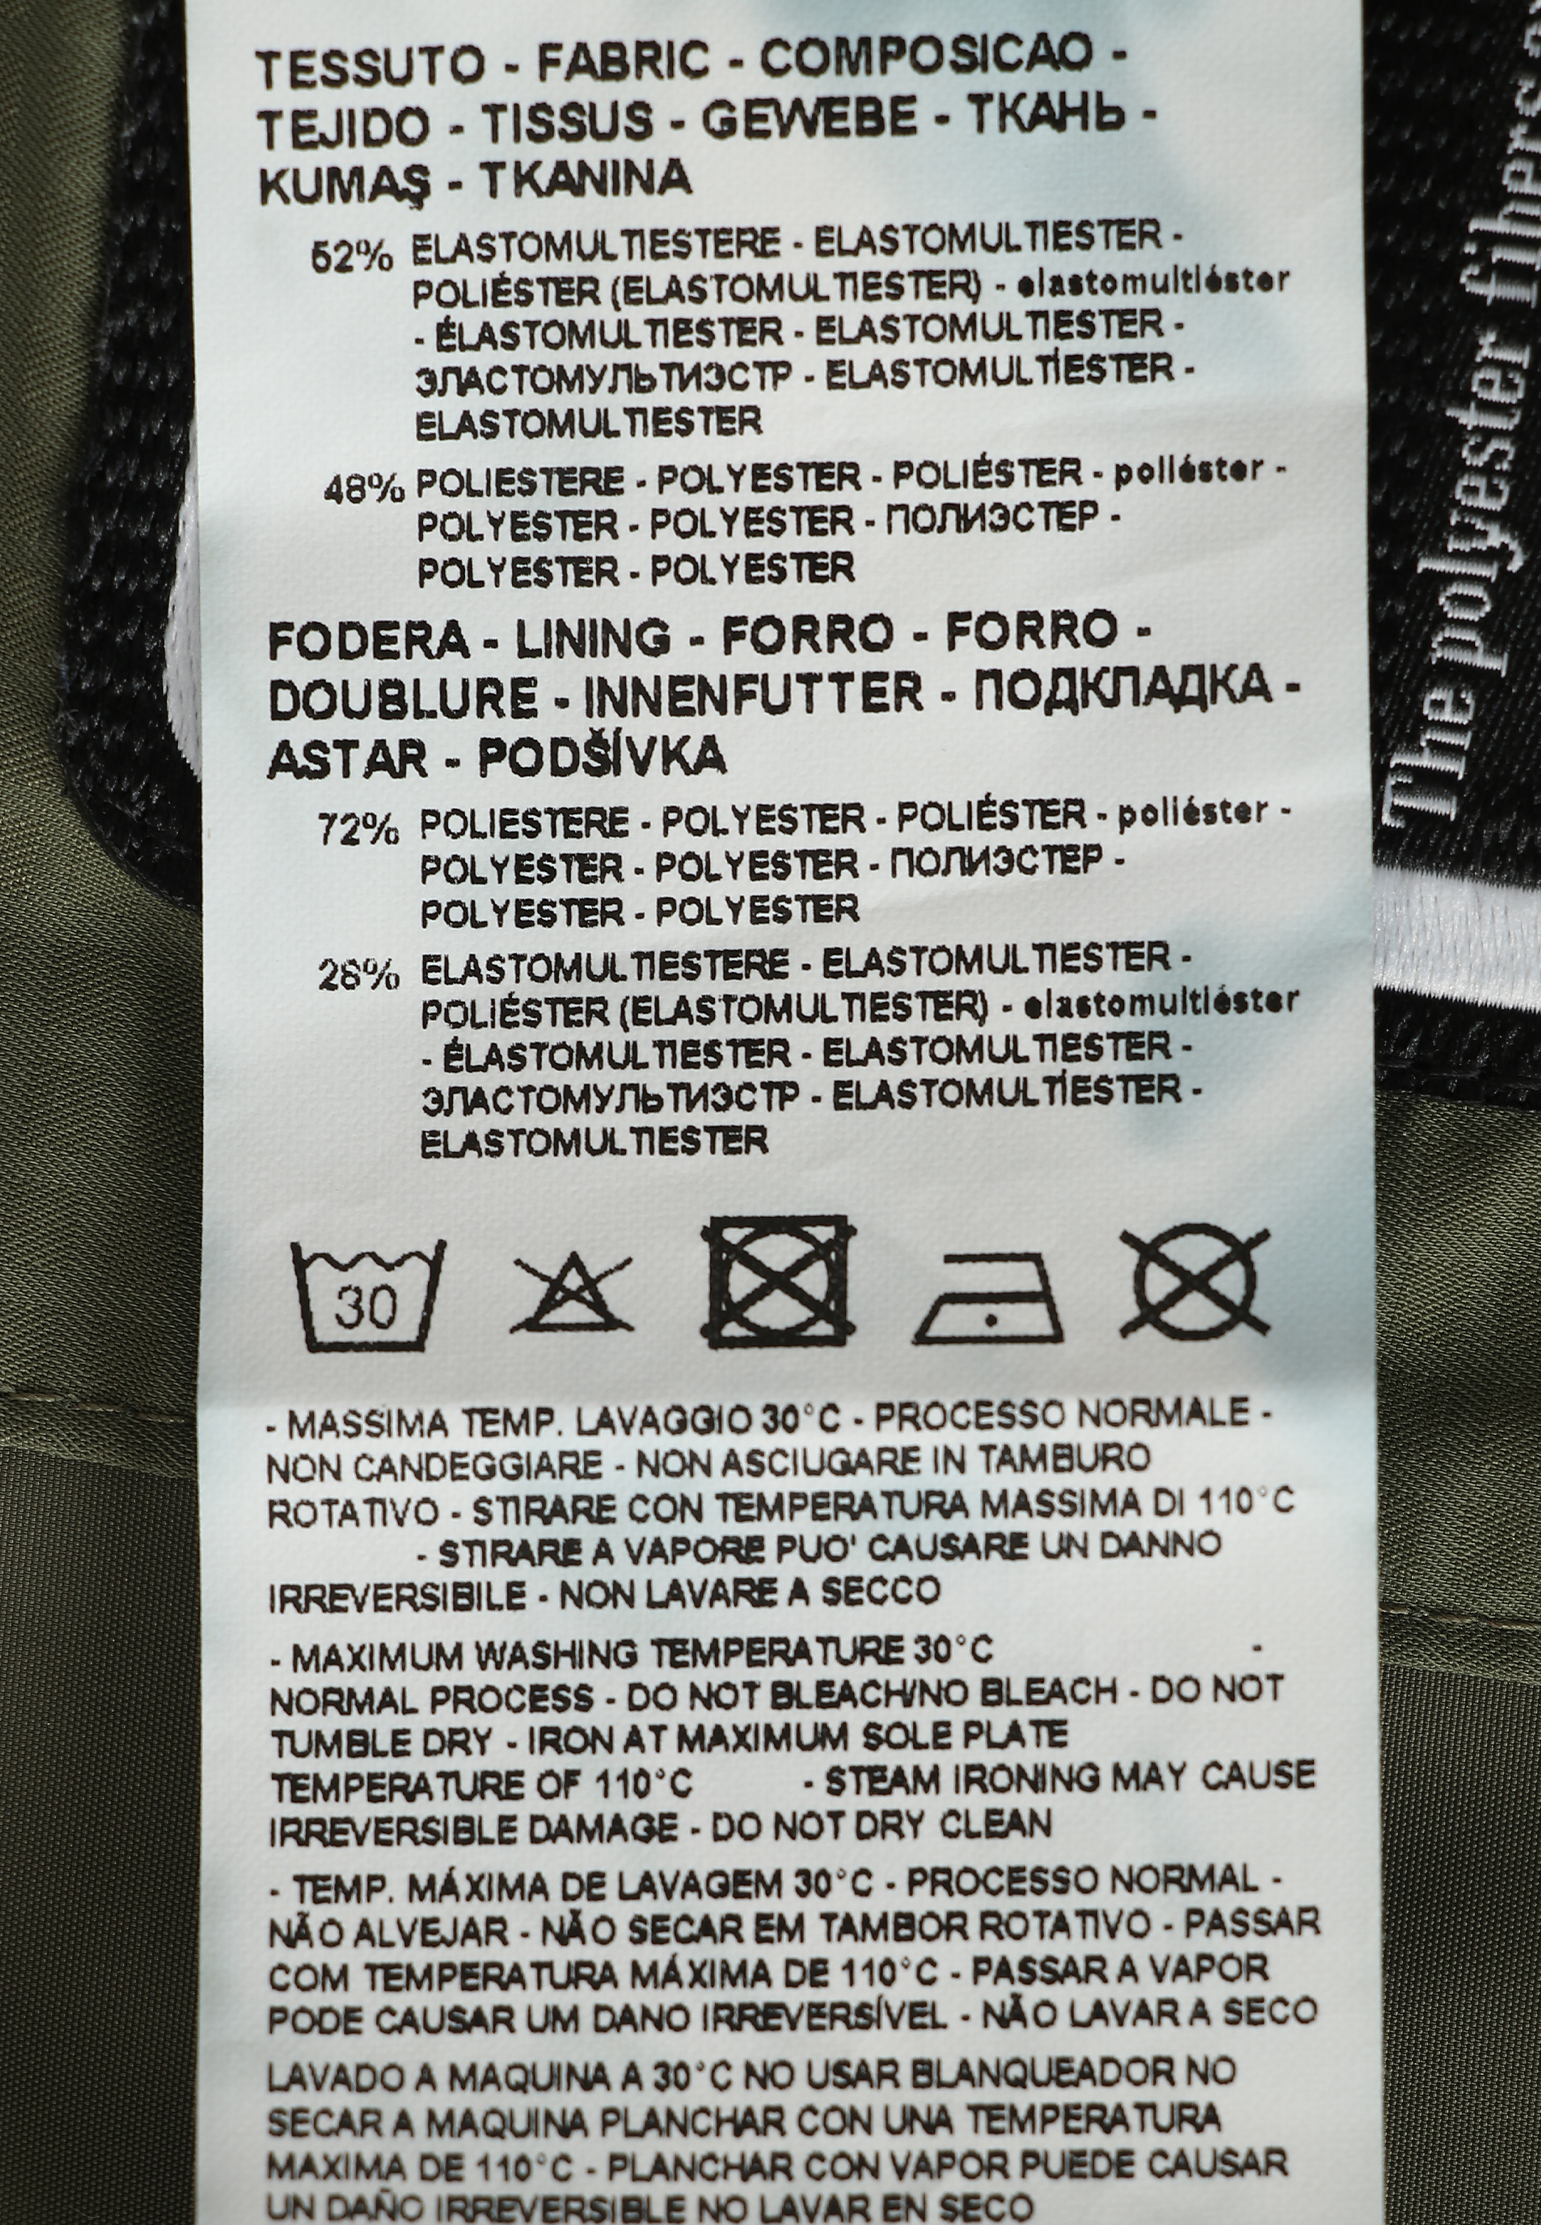 TESSUTO - FABRIC - COMPOSICAO -
TEJIDO - TISSUS - GEWEBE - ТКАНЬ -
KUMAŞ - TKANINA
52% ELASTOMULTIESTERE - ELASTOMULTIESTER -
POLIÉSTER (ELASTOMULTIESTER) - elastomultiéster
- ÉLASTOMULTIESTER - ELASTOMULTIESTER -
ЭЛАСТОМУЛЬТИЭСТР - ELASTOMULTİESTER -
ELASTOMULTIESTER
48% POLIESTERE - POLYESTER - POLIÉSTER - poliéster -
POLYESTER - POLYESTER - ПОЛИЭСТЕР -
POLYESTER - POLYESTER
FODERA - LINING - FORRO - FORRO -
DOUBLURE - INNENFUTTER - ПОДКЛАДКА -
ASTAR - PODŠÍVKA
72% POLIESTERE - POLYESTER - POLIÉSTER - poliéster -
POLYESTER - POLYESTER - ПОЛИЭСТЕР -
POLYESTER - POLYESTER
28% ELASTOMULTIESTERE - ELASTOMULTIESTER -
POLIÉSTER (ELASTOMULTIESTER) - elastomultiéster
- ÉLASTOMULTIESTER - ELASTOMULTIESTER -
ЭЛАСТОМУЛЬТИЭСТР - ELASTOMULTİESTER -
ELASTOMULTIESTER
30
- MASSIMA TEMP. LAVAGGIO 30°C - PROCESSO NORMALE -
NON CANDEGGIARE - NON ASCIUGARE IN TAMBURO
ROTATIVO - STIRARE CON TEMPERATURA MASSIMA DI 110°C
- STIRARE A VAPORE PUO' CAUSARE UN DANNO
IRREVERSIBILE - NON LAVARE A SECCO
- MAXIMUM WASHING TEMPERATURE 30°C -
NORMAL PROCESS - DO NOT BLEACH/NO BLEACH - DO NOT
TUMBLE DRY - IRON AT MAXIMUM SOLE PLATE
TEMPERATURE OF 110°C - STEAM IRONING MAY CAUSE
IRREVERSIBLE DAMAGE - DO NOT DRY CLEAN
- TEMP. MÁXIMA DE LAVAGEM 30°C - PROCESSO NORMAL -
NÃO ALVEJAR - NÃO SECAR EM TAMBOR ROTATIVO - PASSAR
COM TEMPERATURA MÁXIMA DE 110°C - PASSAR A VAPOR
PODE CAUSAR UM DANO IRREVERSÍVEL - NÃO LAVAR A SECO
LAVADO A MAQUINA A 30°C NO USAR BLANQUEADOR NO
SECAR A MAQUINA PLANCHAR CON UNA TEMPERATURA
MAXIMA DE 110°C - PLANCHAR CON VAPOR PUEDE CAUSAR
UN DAÑO IRREVERSIBLE NO LAVAR EN SECO
The polyester fibers